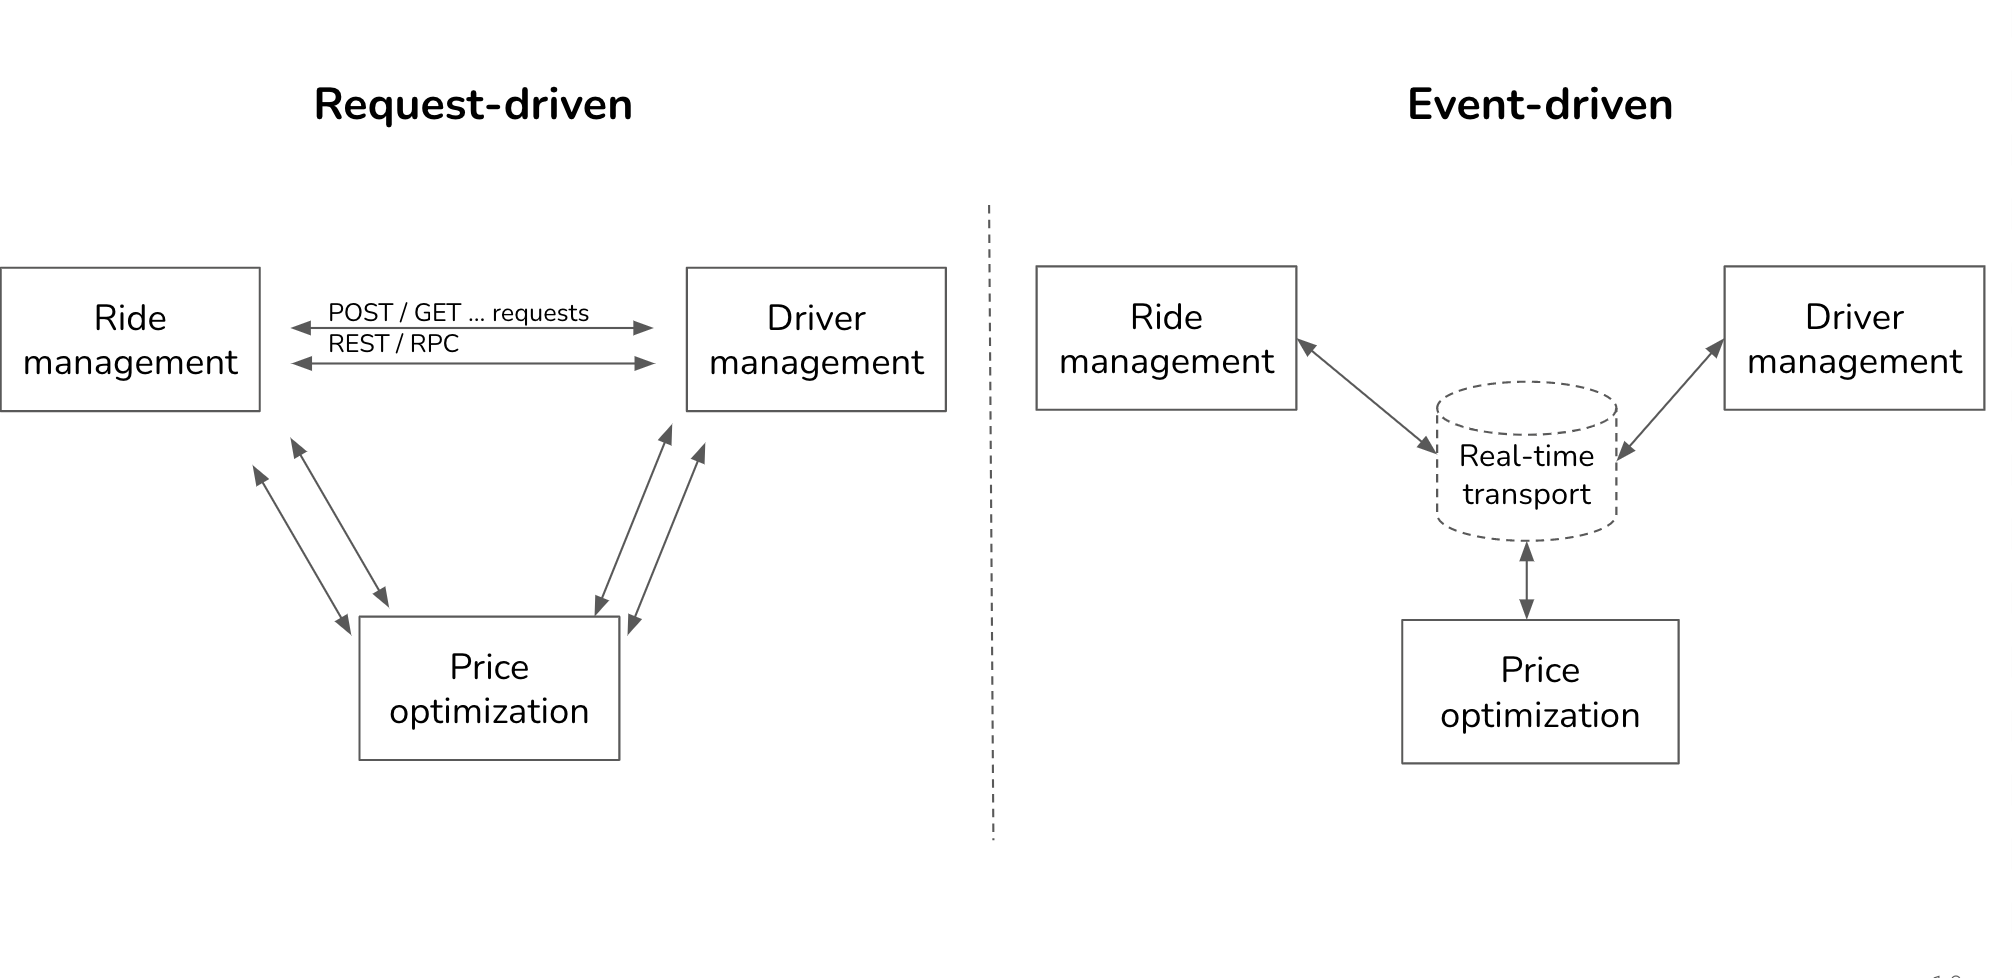 Request-driven
Event-driven
Ride
management
POST / GET ... requests
REST / RPC
Driver
management
Price
optimization
Ride
management
Driver
management
Real-time
transport
Price
optimization